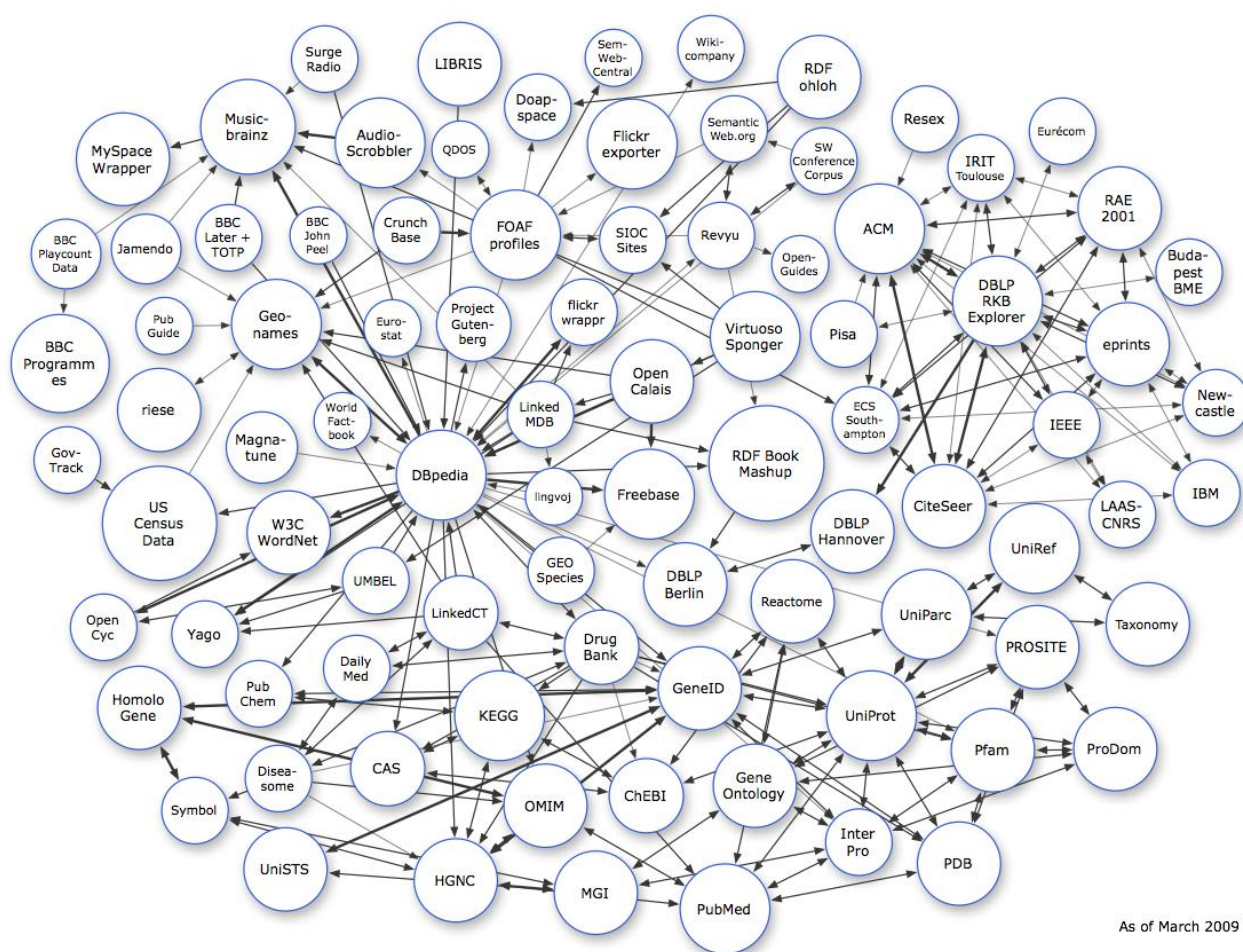 Surge
Radio
LIBRIS
Sem-
Web-
Central
Wiki-
company
RDF
ohloh
Doap-
space
Music-
brainz
MySpace
Wrapper
Audio-
Scrobbler
QDOS
Flickr
exporter
Semantic
Web.org
SW
Conference
Corpus
Resex
Eurécom
IRIT
Toulouse
RAE
2001
ACM
BBC
Playcount
Data
Jamendo
BBC
Later +
TOTP
BBC
John
Peel
Crunch
Base
FOAF
profiles
SIOC
Sites
Revyu
Open-
Guides
Buda-
pest
BME
DBLP
RKB
Explorer
Pub
Guide
Geo-
names
Euro-
stat
Project
Guten-
berg
flickr
wrappr
Virtuoso
Sponger
Pisa
eprints
BBC
Programm
es
riese
World
Fact-
book
Linked
MDB
Open
Calais
ECS
South-
ampton
IEEE
New-
castle
Gov-
Track
Magna-
tune
DBpedia
lingvoj
Freebase
RDF Book
Mashup
CiteSeer
LAAS-
CNRS
IBM
US
Census
Data
W3C
WordNet
DBLP
Hannover
UniRef
UMBEL
GEO
Species
DBLP
Berlin
Reactome
UniParc
Taxonomy
Open
Cyc
Yago
LinkedCT
Drug
Bank
PROSITE
Daily
Med
Pub
Chem
Homolo
Gene
KEGG
GeneID
UniProt
Pfam
ProDom
CAS
Disea-
some
Symbol
OMIM
ChEBI
Gene
Ontology
Inter
Pro
PDB
UniSTS
HGNC
MGI
PubMed
As of March 2009